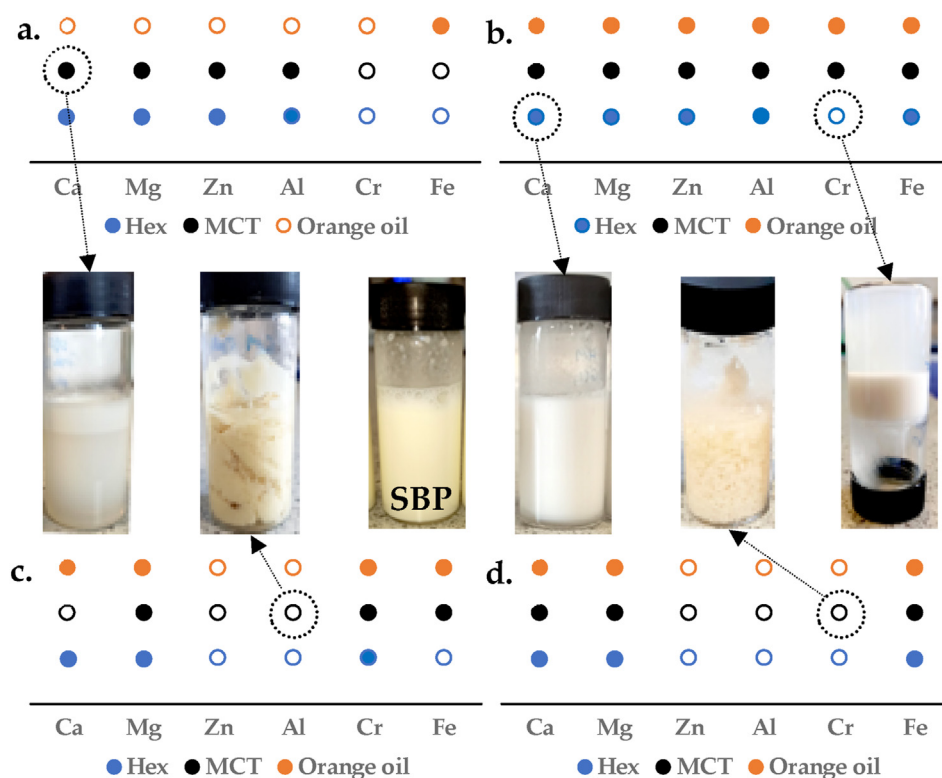 a.
b.
Ca Mg Zn Al Cr Fe
Ca Mg Zn Al Cr Fe
Hex MCT Orange oil
Hex MCT Orange oil
SBP
c.
d.
Ca Mg Zn Al Cr Fe
Ca Mg Zn Al Cr Fe
Hex MCT Orange oil
Hex MCT Orange oil